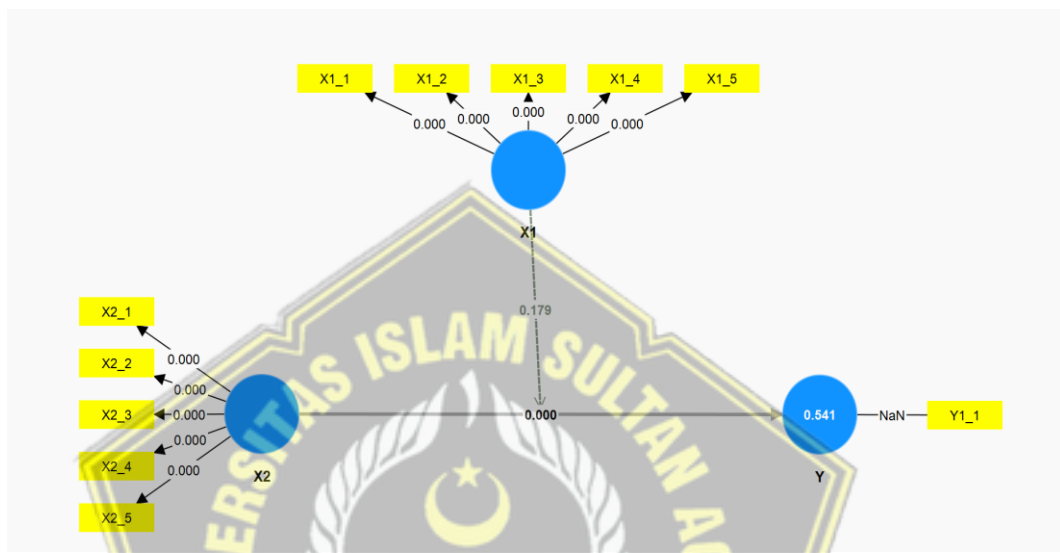 X1_1 X1_2 X1_3 X1_4 X1_5
0.000 0.000 0.000 0.000 0.000
X1
0.179
X2_1
X2_2
X2_3
X2_4
X2_5
0.000
0.000
0.000
0.000
0.000
X2
0.000
0.541
Y
NaN
Y1_1
ERSITAS ISLAM SULTAN AG